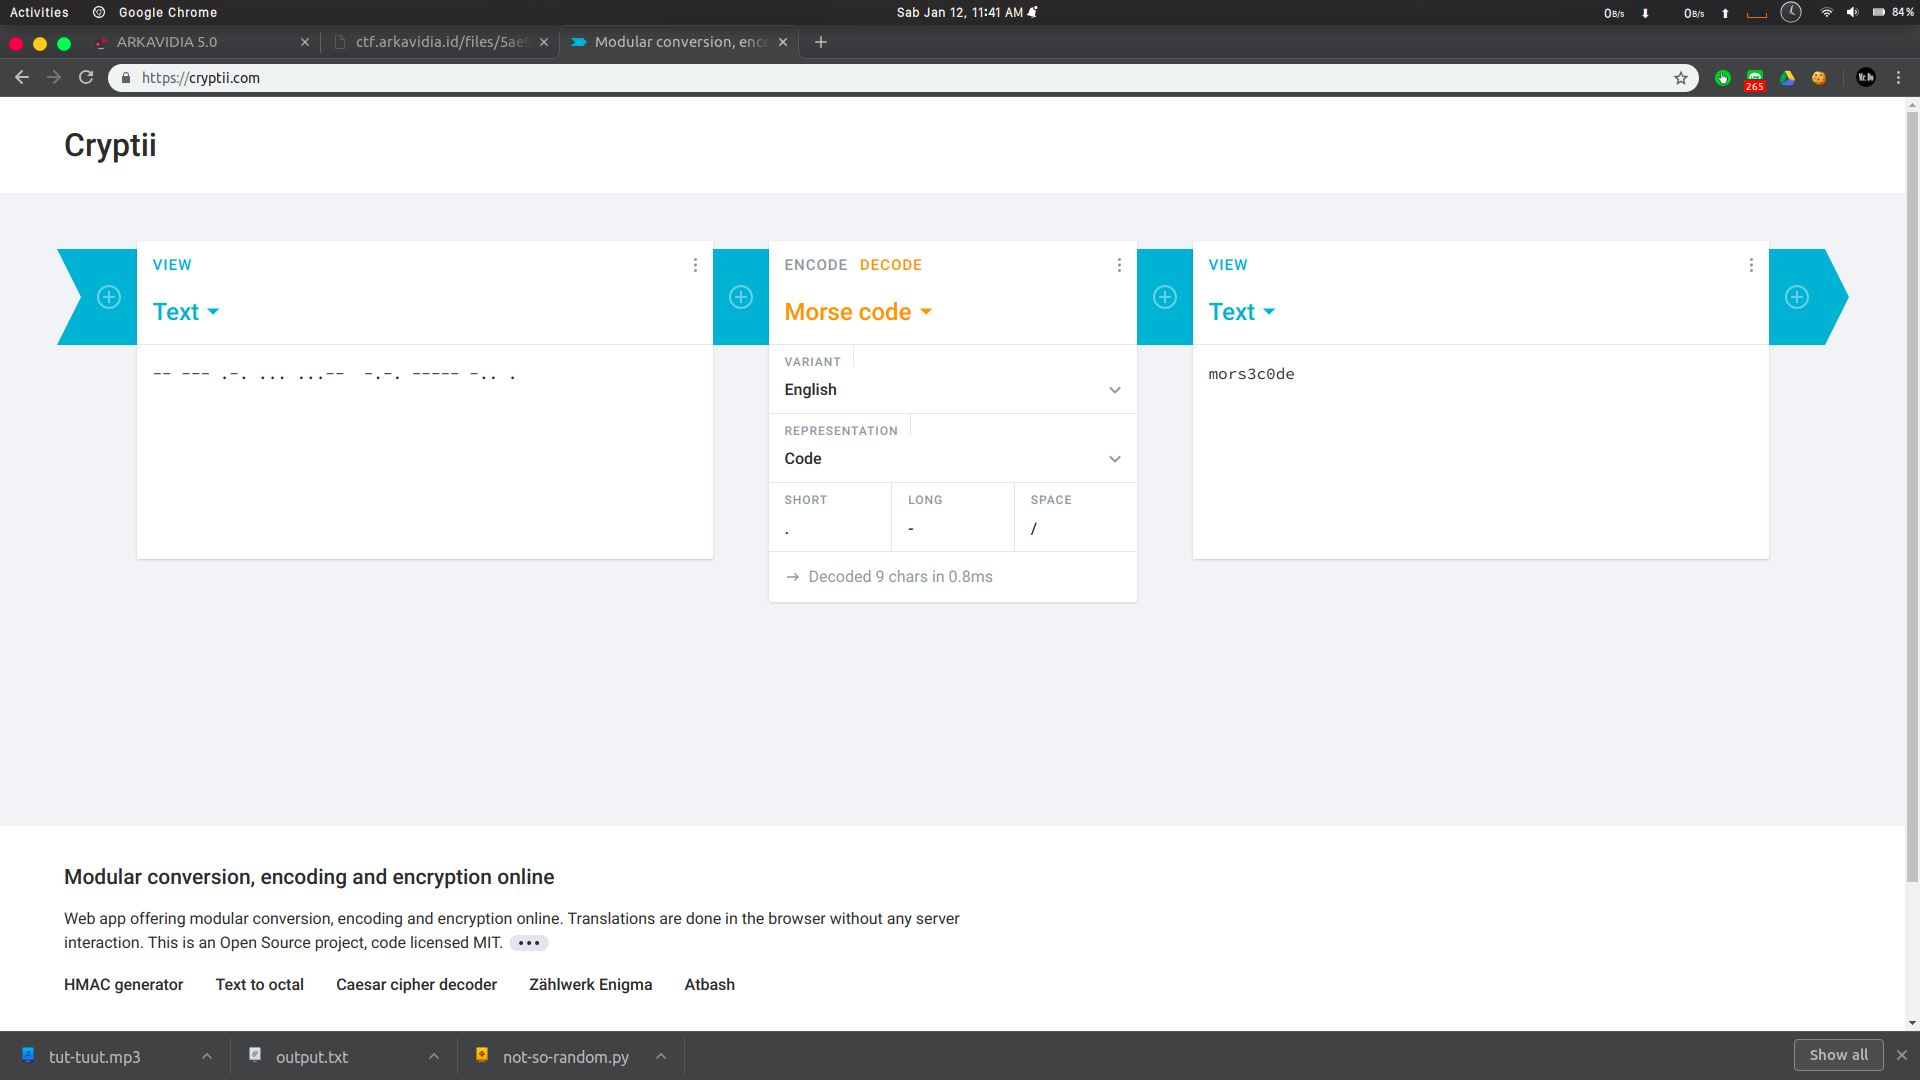 Activities Google Chrome Sab Jan 12, 11:41 AM 0B/s 0B/s 84%
ARKAVIDIA 5.0 ctf.arkavidia.id/files/5ae Modular conversion, enc
https://cryptii.com 265
Cryptii
VIEW
Text
-- --- .-. ... ...--  -.-. ----- -.. .
ENCODE DECODE
Morse code
VARIANT
English
REPRESENTATION
Code
SHORT LONG SPACE
. - /
→ Decoded 9 chars in 0.8ms
VIEW
Text
mors3c0de
Modular conversion, encoding and encryption online
Web app offering modular conversion, encoding and encryption online. Translations are done in the browser without any server
interaction. This is an Open Source project, code licensed MIT.
HMAC generator Text to octal Caesar cipher decoder Zählwerk Enigma Atbash
tut-tuut.mp3 output.txt not-so-random.py Show all